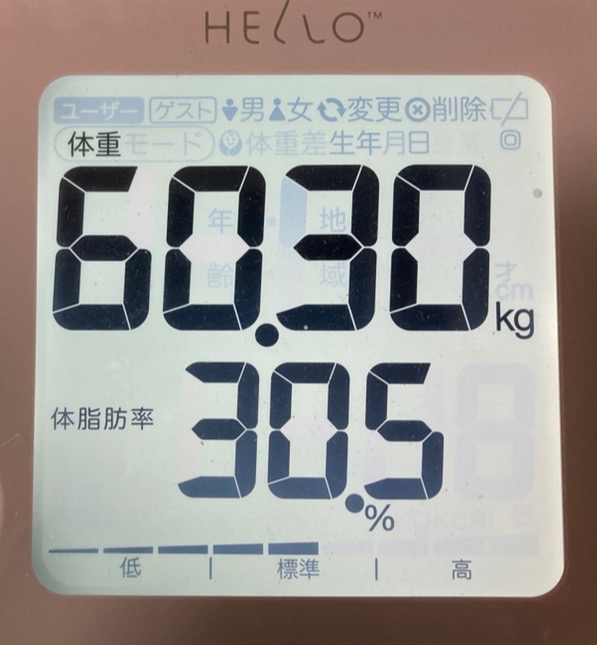 HELLO™
ユーザー ゲスト 男 女 変更 削除
体重モード 体重差生年月日
年 地
齢 域 才
cm
60.30 kg
体脂肪率 30.5 %
低 | 標準 | 高